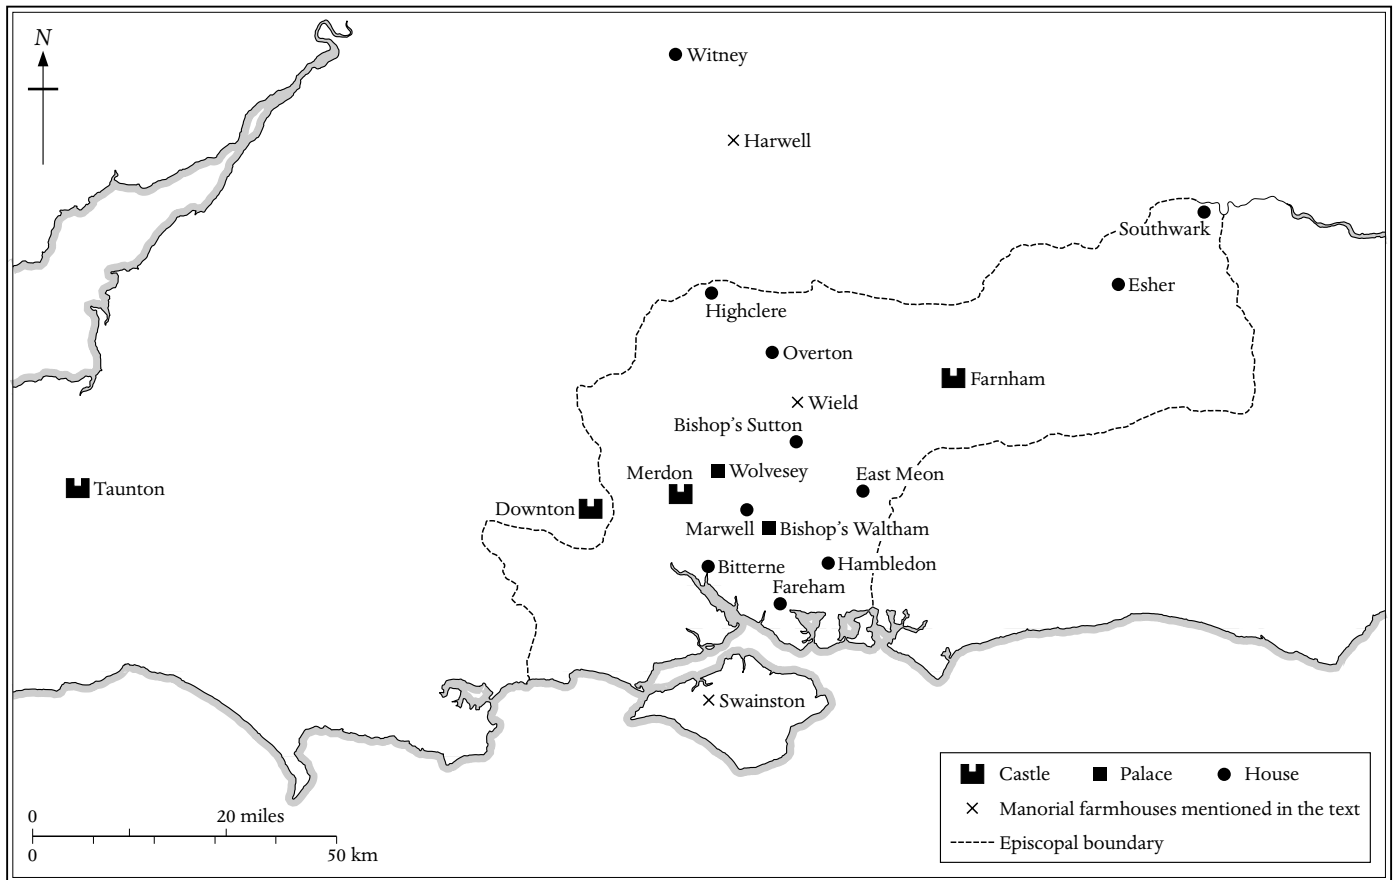 N
Witney
Harwell
Southwark
Esher
Highclere
Overton
Farnham
Wield
Bishop's Sutton
Merdon
Wolvesey
East Meon
Taunton
Downton
Marwell
Bishop's Waltham
Bitterne
Hambledon
Fareham
Swainston
Castle
Palace
House
Manorial farmhouses mentioned in the text
Episcopal boundary
0 20 miles
0 50 km